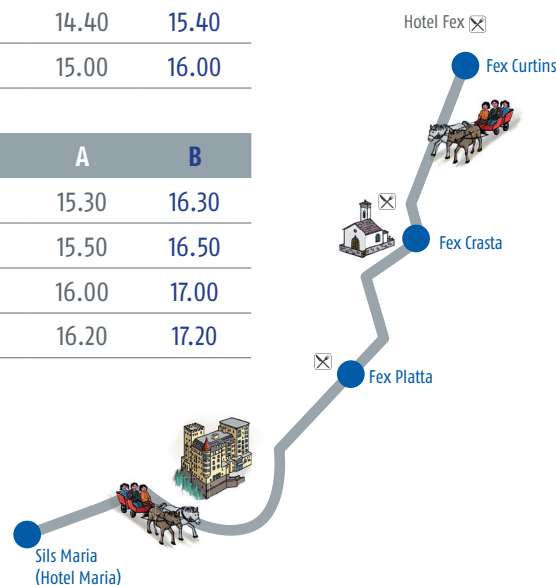 14.40 15.40
15.00 16.00
A B
15.30 16.30
15.50 16.50
16.00 17.00
16.20 17.20
Hotel Fex
Fex Curtins
Fex Crasta
Fex Platta
Sils Maria
(Hotel Maria)